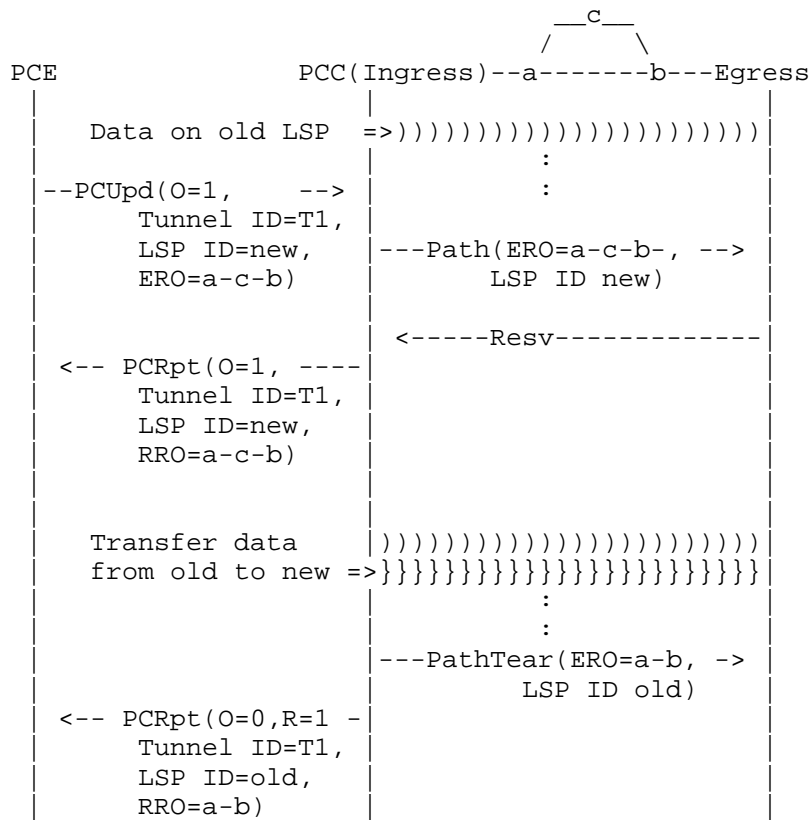 __c__
                                  /     \
PCE                PCC(Ingress)--a-------b---Egress
 |                     |                        |
 |   Data on old LSP  =>)))))))))))))))))))))))|
 |                     |          :             |
 |--PCUpd(O=1,     --> |          :             |
 |      Tunnel ID=T1,  |                        |
 |      LSP ID=new,    |---Path(ERO=a-c-b-, --> |
 |      ERO=a-c-b)     |       LSP ID new)      |
 |                     |                        |
 |                     | <-----Resv-------------|
 | <-- PCRpt(O=1, ----|                        |
 |      Tunnel ID=T1,  |                        |
 |      LSP ID=new,    |                        |
 |      RRO=a-c-b)     |                        |
 |                     |                        |
 |                     |                        |
 |   Transfer data     |))))))))))))))))))))))))|
 |   from old to new =>}}}}}}}}}}}}}}}}}}}}}}}}|
 |                     |          :             |
 |                     |          :             |
 |                     |---PathTear(ERO=a-b, -> |
 |                     |         LSP ID old)    |
 | <-- PCRpt(O=0,R=1 -|                        |
 |      Tunnel ID=T1,  |                        |
 |      LSP ID=old,    |                        |
 |      RRO=a-b)       |                        |